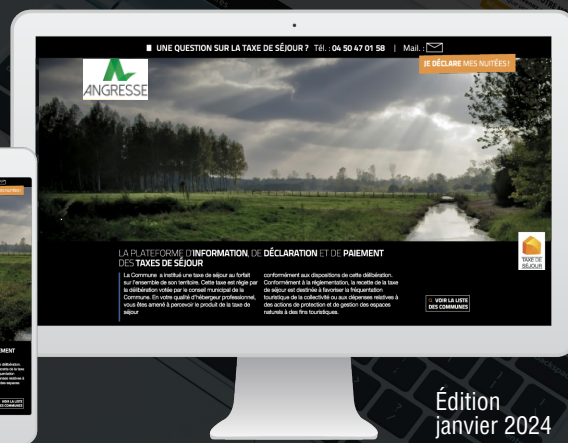 UNE QUESTION SUR LA TAXE DE SÉJOUR ? Tél. : 04 50 47 01 58 | Mail. :
JE DÉCLARE MES NUITÉES !
ANGRESSE
LA PLATEFORME D'INFORMATION, DE DÉCLARATION ET DE PAIEMENT
DES TAXES DE SÉJOUR
La Commune a institué une taxe de séjour au forfait
sur l'ensemble de son territoire. Cette taxe est régie par
la délibération votée par le conseil municipal de la
Commune. En votre qualité d'hébergeur professionnel,
vous êtes amené à percevoir le produit de la taxe de
séjour
conformément aux dispositions de cette délibération.
Conformément à la réglementation, la recette de la taxe
de séjour est destinée à favoriser la fréquentation
touristique de la collectivité ou aux dépenses relatives à
des actions de protection et de gestion des espaces
naturels à des fins touristiques.
TAXE DE
SÉJOUR
VOIR LA LISTE
DES COMMUNES
Édition
janvier 2024